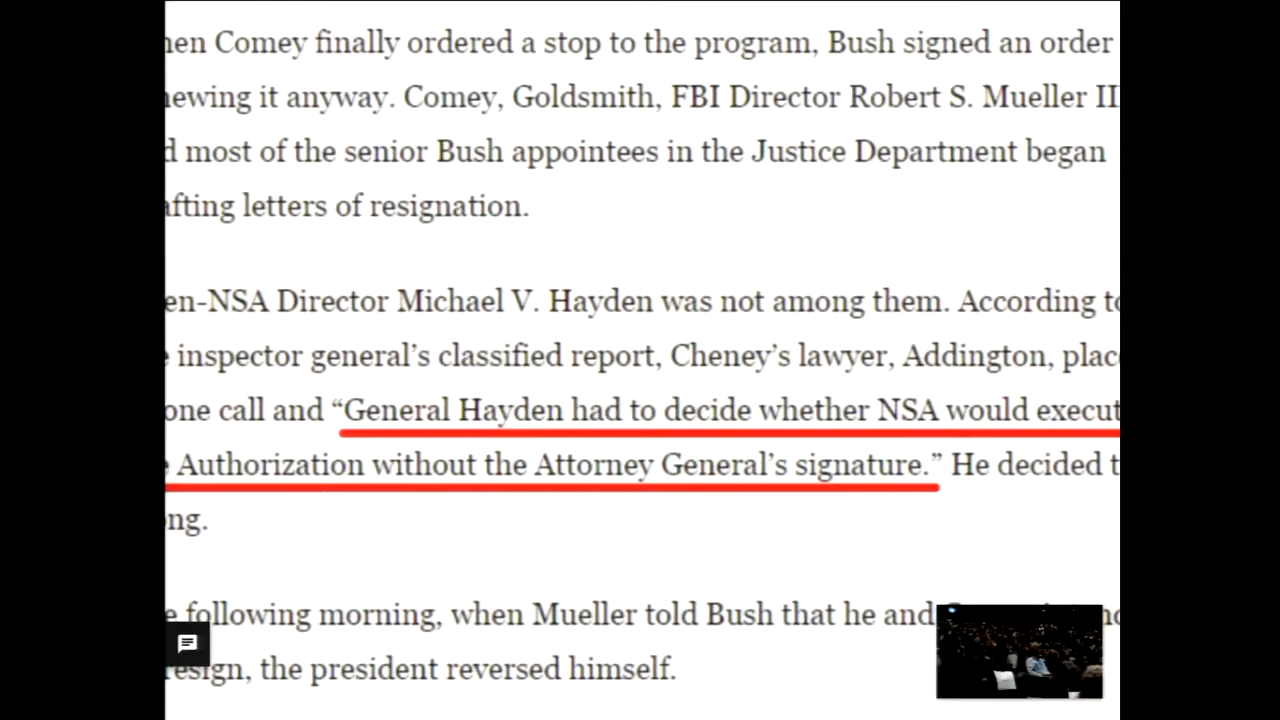 hen Comey finally ordered a stop to the program, Bush signed an order
newing it anyway. Comey, Goldsmith, FBI Director Robert S. Mueller II
d most of the senior Bush appointees in the Justice Department began
afting letters of resignation.
en-NSA Director Michael V. Hayden was not among them. According to
e inspector general’s classified report, Cheney’s lawyer, Addington, plac
one call and “General Hayden had to decide whether NSA would execut
e Authorization without the Attorney General’s signature.” He decided t
ong.
e following morning, when Mueller told Bush that he and
resign, the president reversed himself.